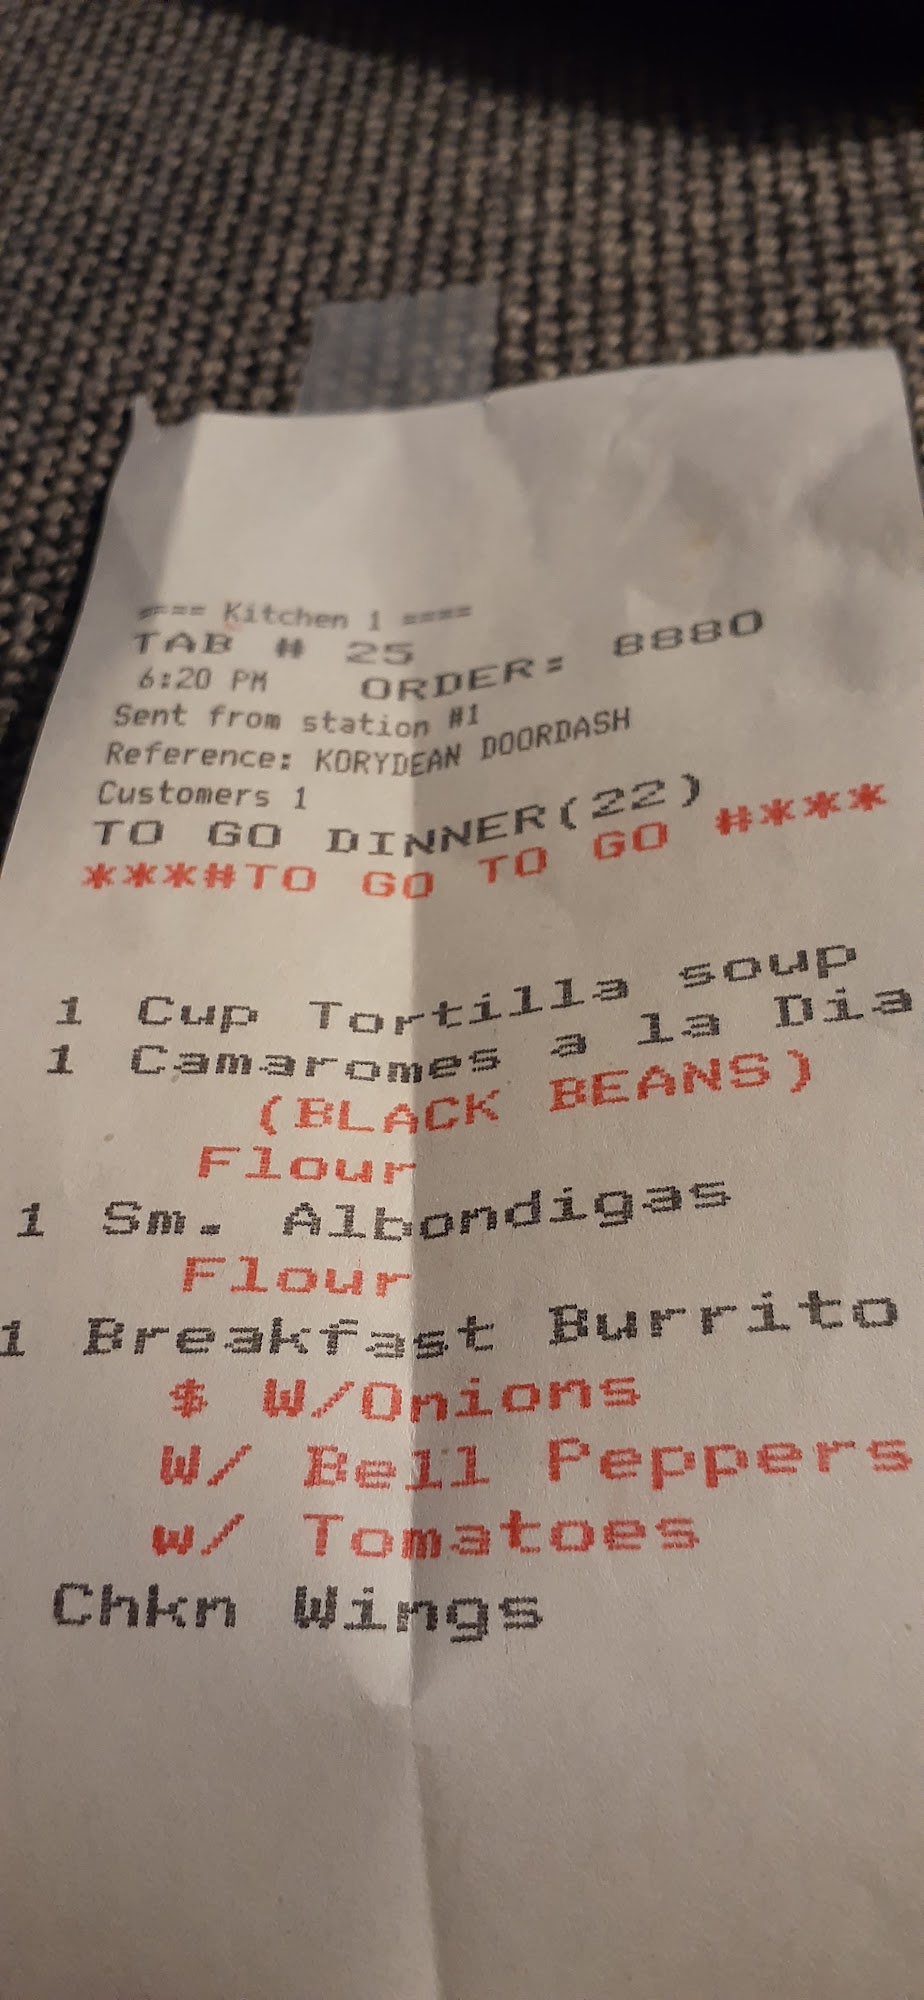 ==== Kitchen 1 ====
TAB # 25
6:20 PM ORDER: 8880
Sent from station #1
Reference: KORYDEAN DOORDASH
Customers 1
TO GO DINNER(22)
***#TO GO TO GO #***
1 Cup Tortilla soup
1 Camaromes a la Dia
(BLACK BEANS)
Flour
1 Sm. Albondigas
Flour
1 Breakfast Burrito
$ W/Onions
W/ Bell Peppers
w/ Tomatoes
Chkn Wings